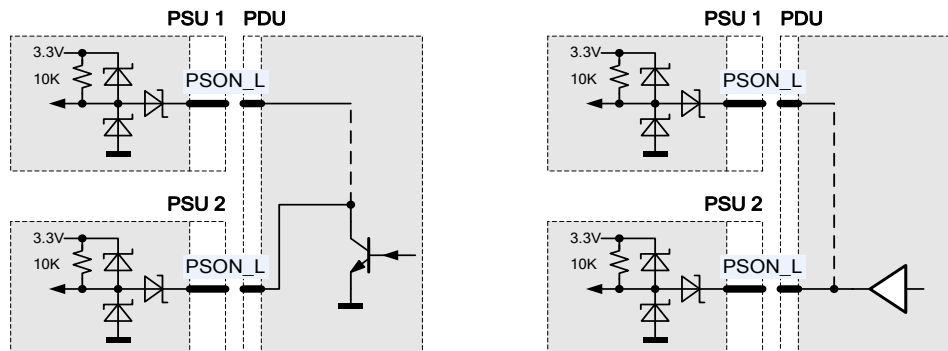 PSU 1 PDU
3.3V
10K
PSON_L
PSU 2
3.3V
10K
PSON_L
PSU 1 PDU
3.3V
10K
PSON_L
PSU 2
3.3V
10K
PSON_L